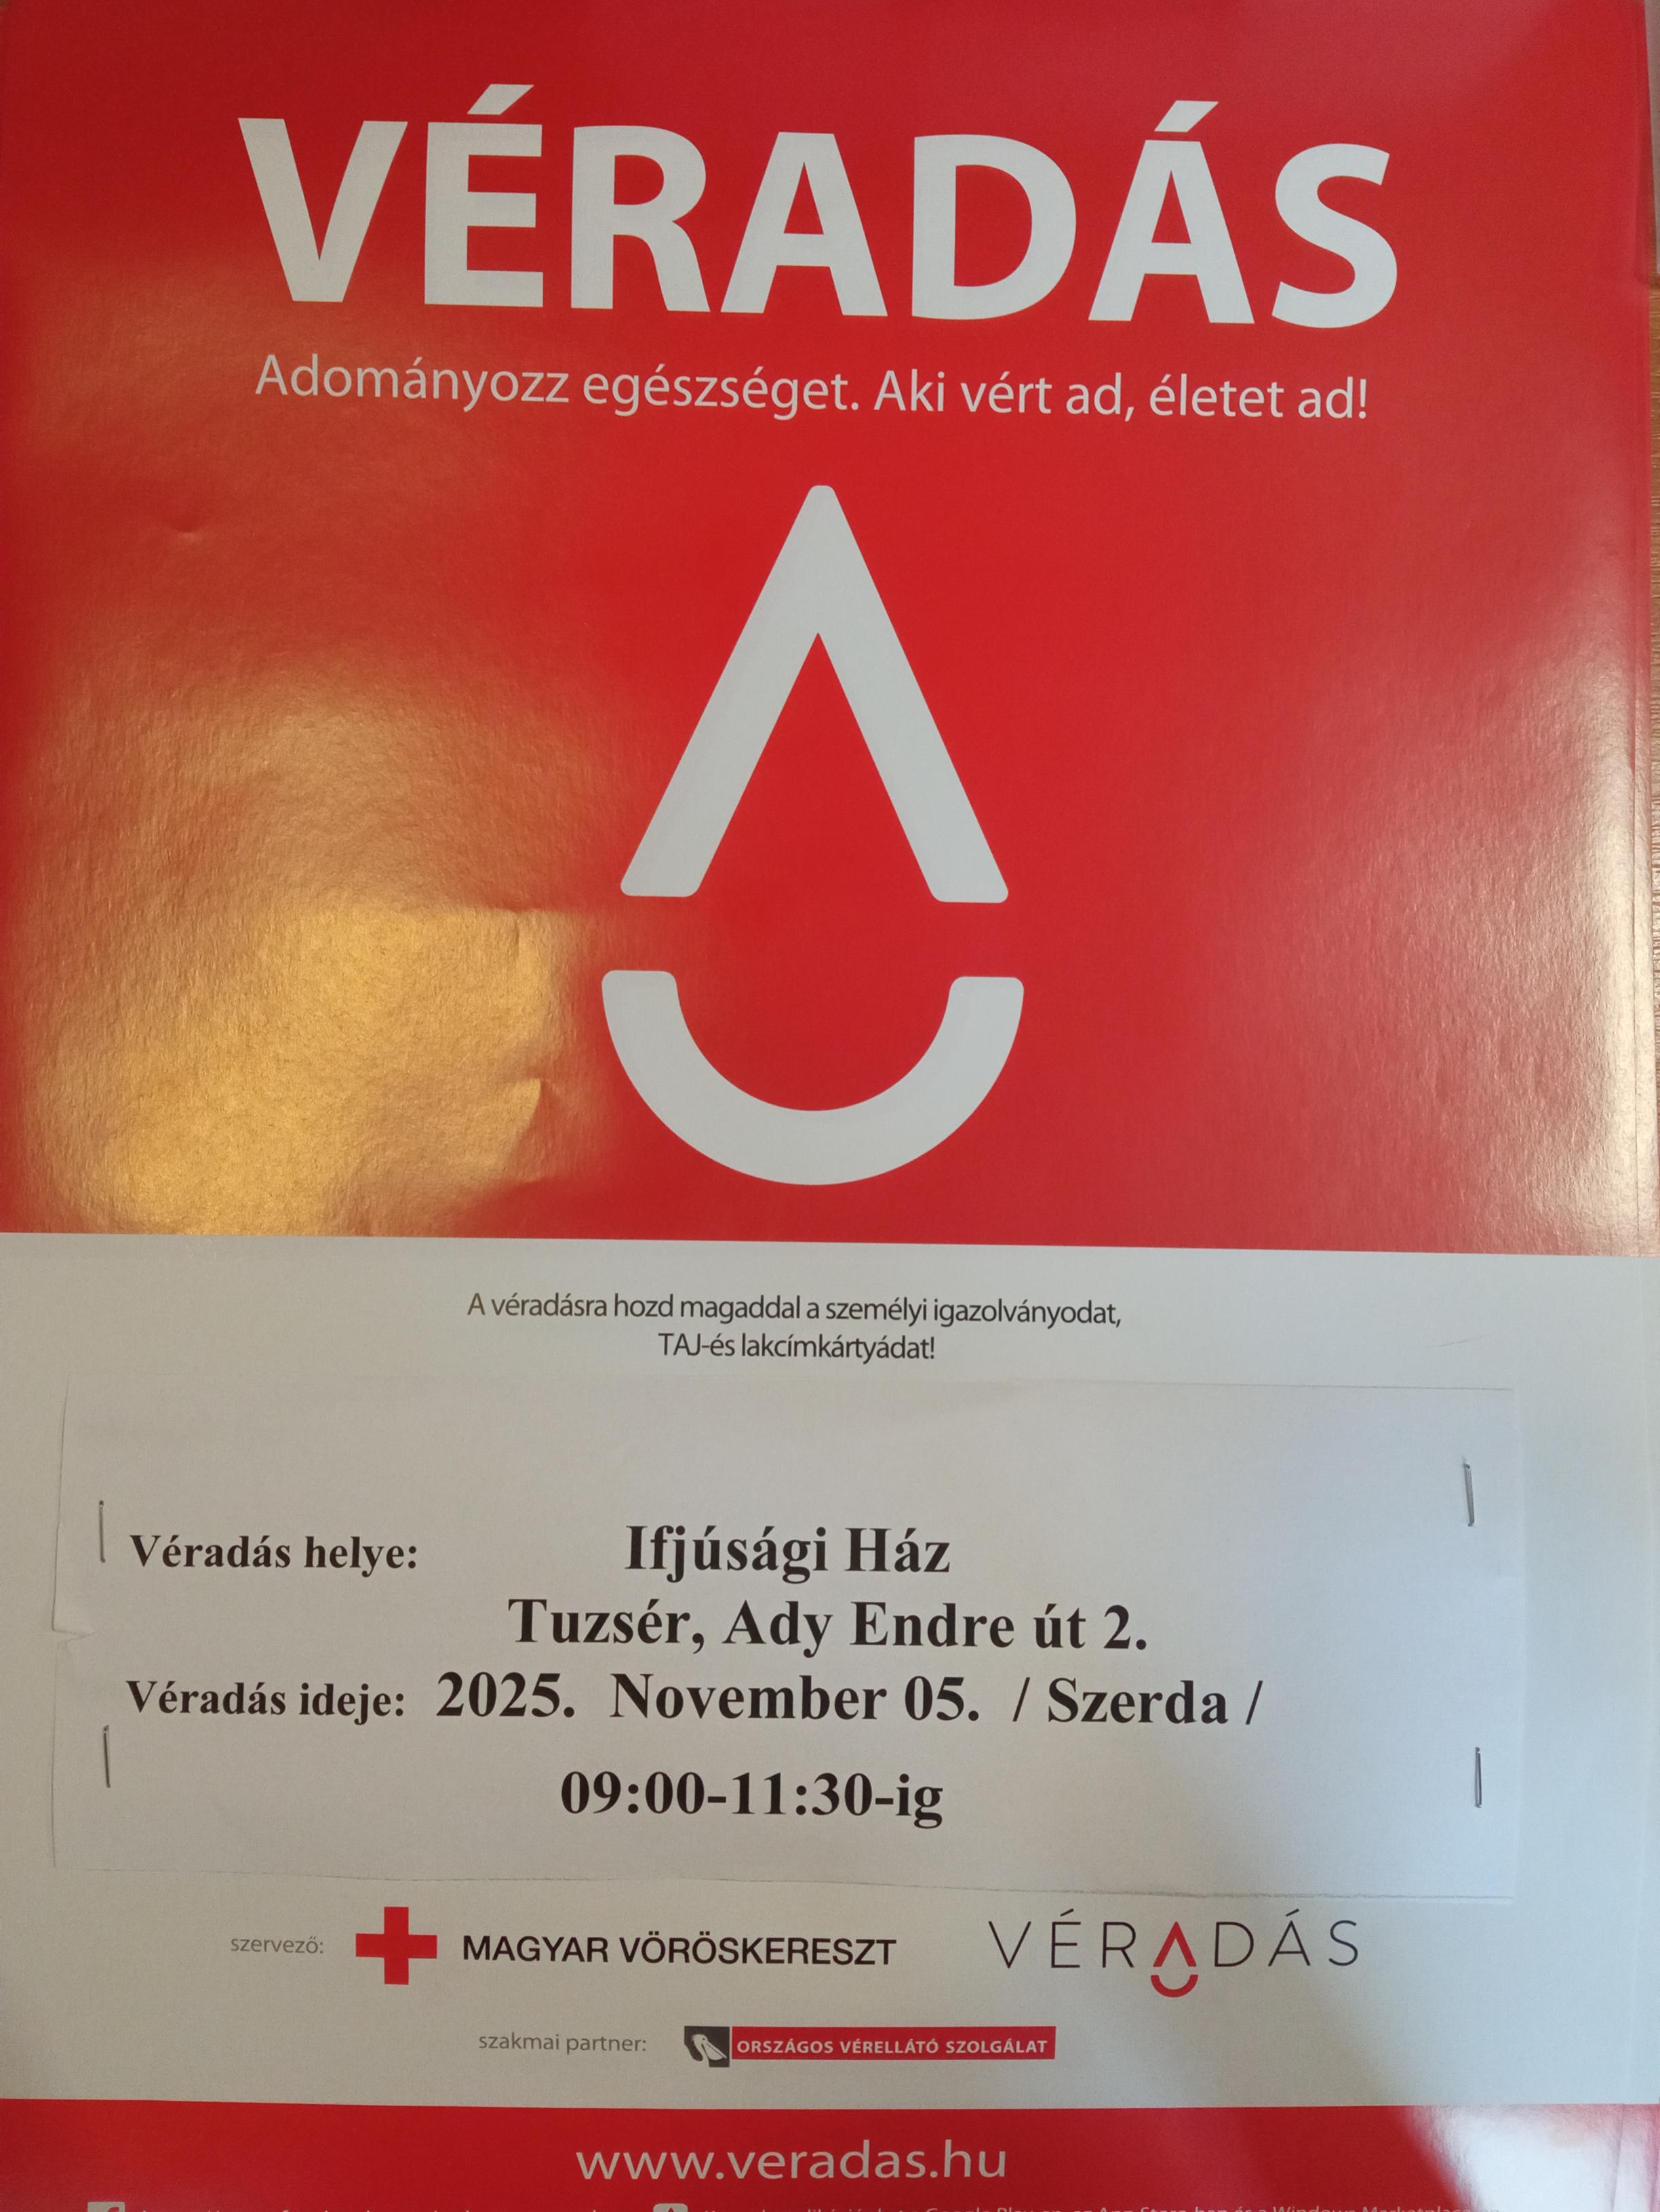 VÉRADÁS
Adományozz egészséget. Aki vért ad, életet ad!
A véradásra hozd magaddal a személyi igazolványodat,
TAJ-és lakcímkártyádat!
Véradás helye: Ifjúsági Ház
Tuzsér, Ady Endre út 2.
Véradás ideje: 2025. November 05. / Szerda /
09:00-11:30-ig
szervező: MAGYAR VÖRÖSKERESZT VÉRADÁS
szakmai partner: ORSZÁGOS VÉRELLÁTÓ SZOLGÁLAT
www.veradas.hu